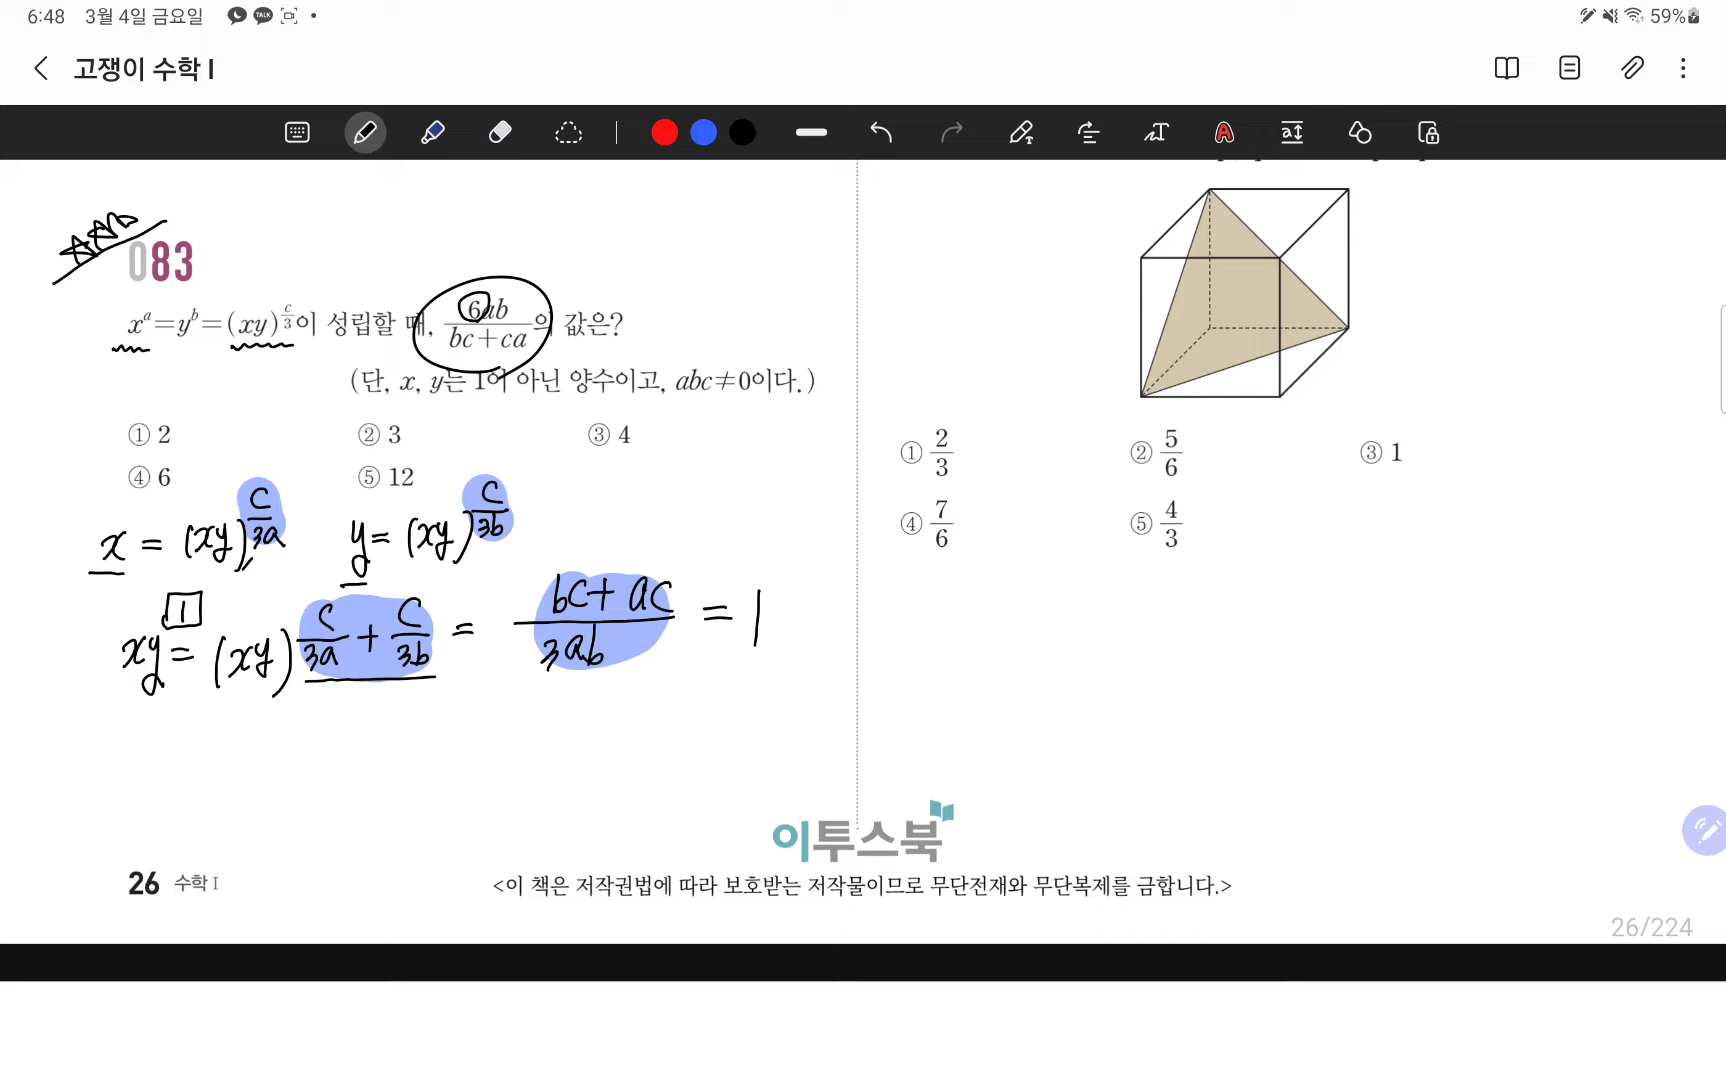 6:48 3월 4일 금요일 TALK 59%
고쟁이 수학 I
083
x^a=y^b=(xy)^{c/3}이 성립할 때, 6ab/(bc+ca)의 값은?
(단, x, y는 1이 아닌 양수이고, abc≠0이다.)
① 2 ② 3 ③ 4
④ 6 ⑤ 12
x = (xy)^{c/3a} y = (xy)^{c/3b}
xy^{1} = (xy)^{c/3a + c/3b} = (bc + ac)/3ab = 1
① 2/3 ② 5/6 ③ 1
④ 7/6 ⑤ 4/3
이투스북
26 수학 I
<이 책은 저작권법에 따라 보호받는 저작물이므로 무단전재와 무단복제를 금합니다.>
26/224